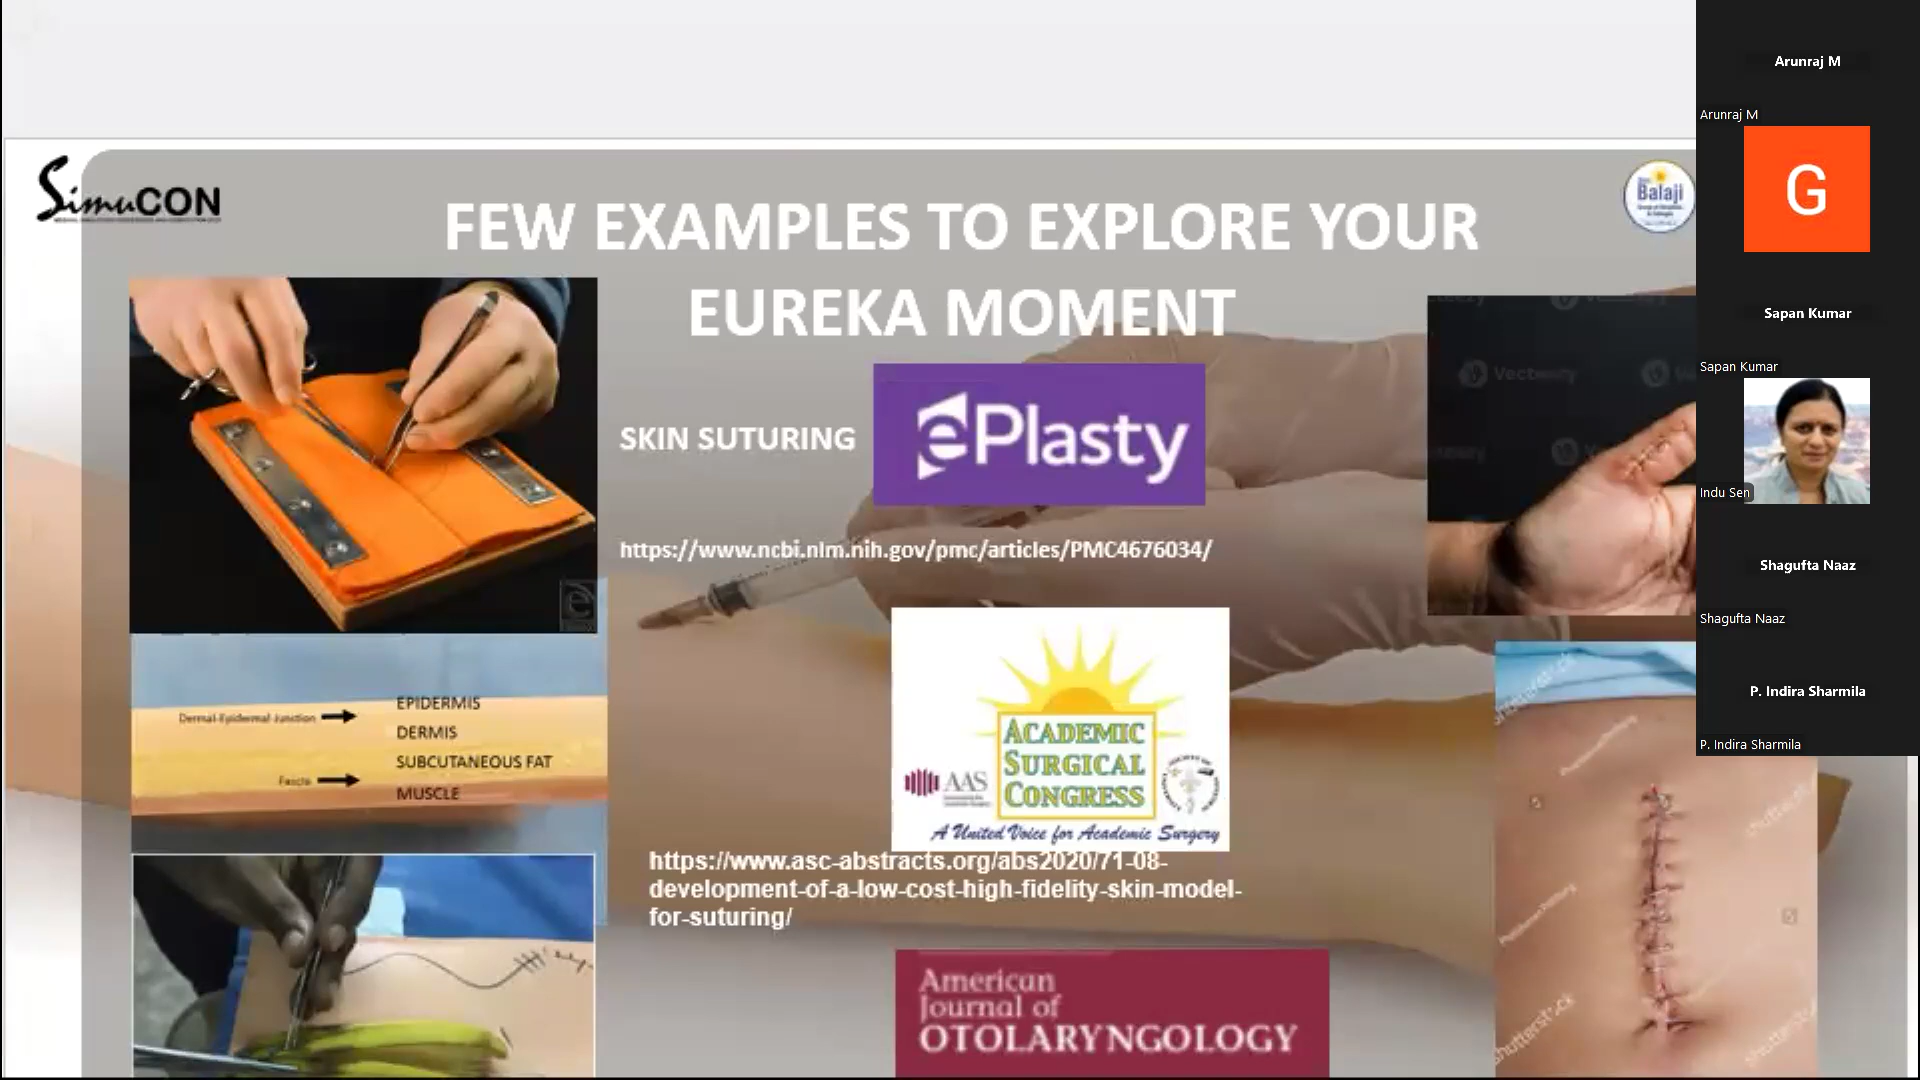 SimuCON
FEW EXAMPLES TO EXPLORE YOUR
EUREKA MOMENT
Balaji
SKIN SUTURING
ePlasty
Vecteezy
https://www.ncbi.nlm.nih.gov/pmc/articles/PMC4676034/
EPIDERMIS
Dermal-Epidermal Junction
DERMIS
SUBCUTANEOUS FAT
Fascia
MUSCLE
ACADEMIC
SURGICAL
CONGRESS
AAS
A United Voice for Academic Surgery
https://www.asc-abstracts.org/abs2020/71-08-
development-of-a-low-cost-high-fidelity-skin-model-
for-suturing/
American
Journal of
OTOLARYNGOLOGY
shutterstock
shutterstock
Arunraj M
Arunraj M
G
Sapan Kumar
Sapan Kumar
Indu Sen
Shagufta Naaz
Shagufta Naaz
P. Indira Sharmila
P. Indira Sharmila